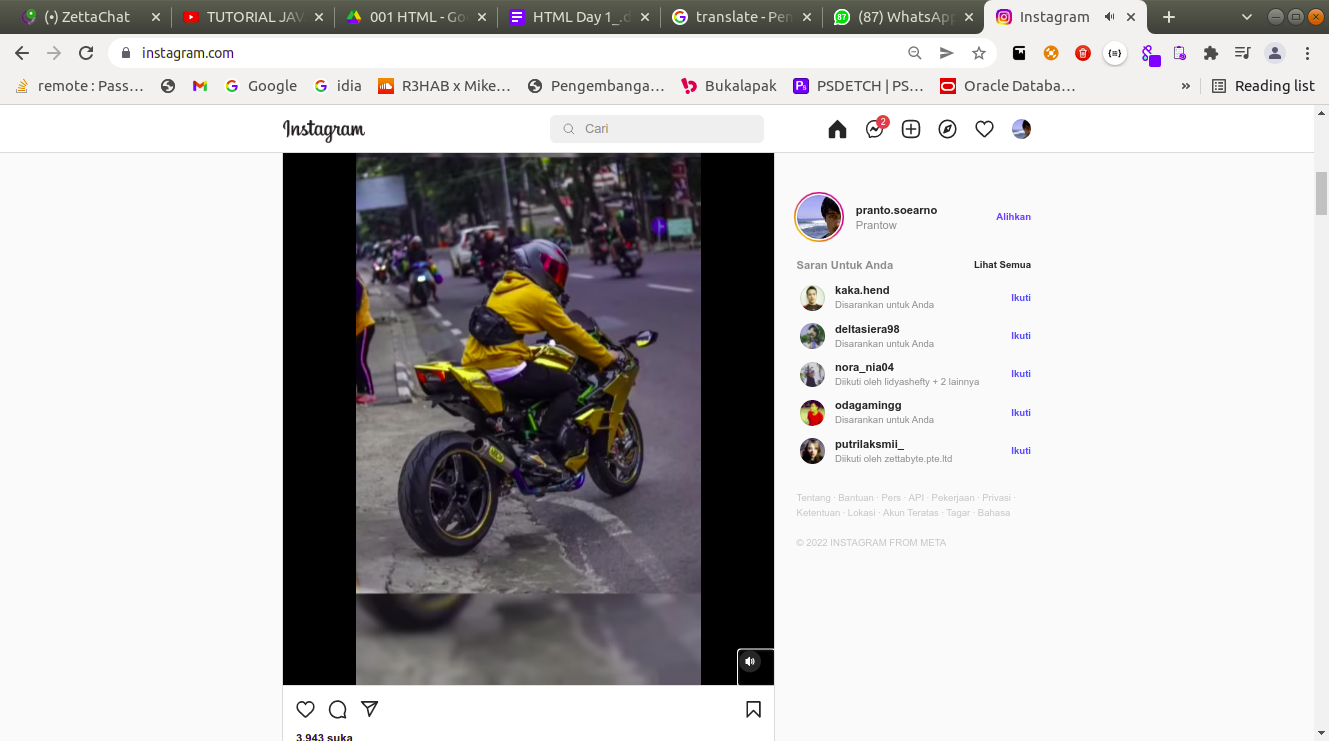 (•) ZettaChat
TUTORIAL JAV
001 HTML - Go
HTML Day 1_.d
translate - Pen
(87) WhatsApp
Instagram
instagram.com
remote : Pass…
Google
idia
R3HAB x Mike…
Pengembanga…
Bukalapak
PSDETCH | PS…
Oracle Databa…
»
Reading list
Instagram
Cari
2
pranto.soearno
Alihkan
Prantow
Saran Untuk Anda
Lihat Semua
kaka.hend
Disarankan untuk Anda
Ikuti
deltasiera98
Disarankan untuk Anda
Ikuti
nora_nia04
Diikuti oleh lidyashefty + 2 lainnya
Ikuti
odagamingg
Disarankan untuk Anda
Ikuti
putrilaksmii_
Diikuti oleh zettabyte.pte.ltd
Ikuti
Tentang · Bantuan · Pers · API · Pekerjaan · Privasi ·
Ketentuan · Lokasi · Akun Teratas · Tagar · Bahasa
© 2022 INSTAGRAM FROM META
3.943 suka